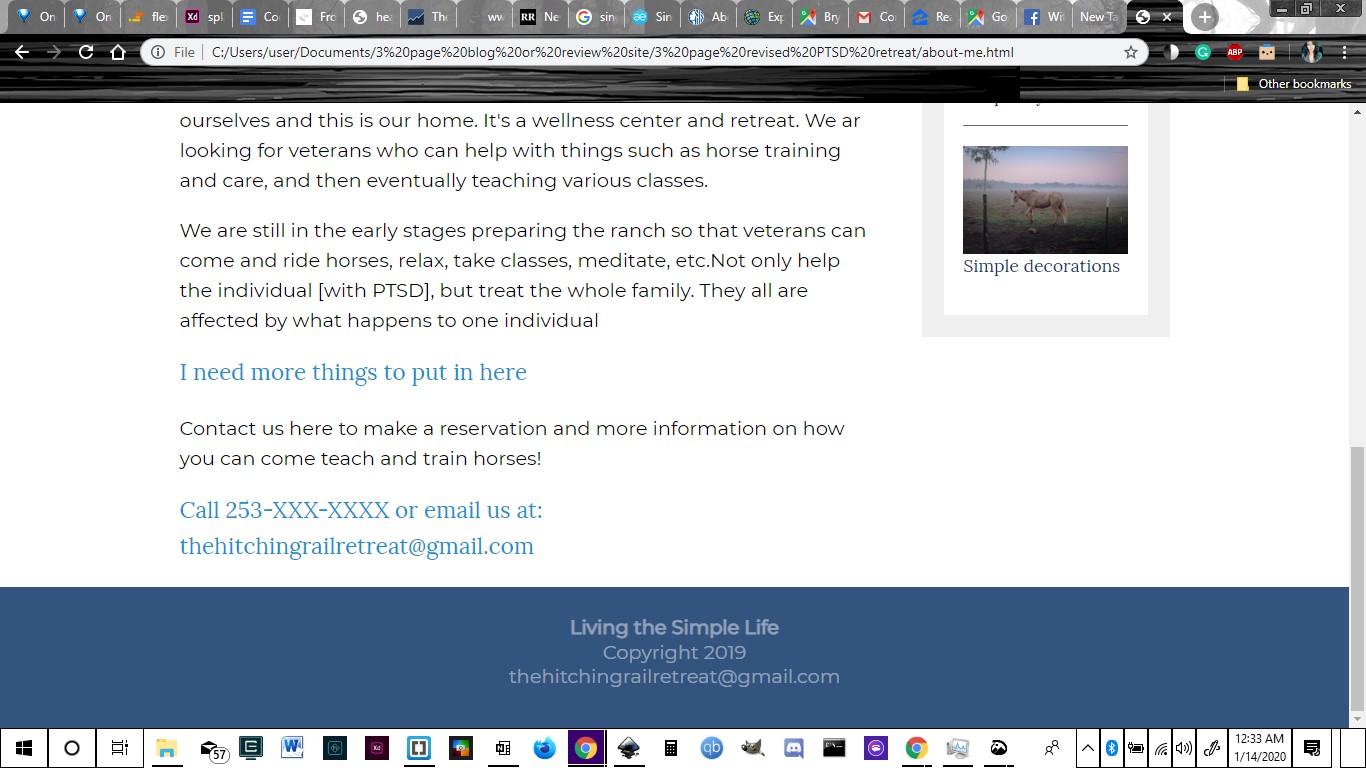 On
On
fle
Xd spl
Co
Fro
hea
The
ww
RR Ne
G sin
Sin
Ab
Exp
Bry
Co
Re
Go
Wi
New Ta
File | C:/Users/user/Documents/3%20page%20blog%20or%20review%20site/3%20page%20revised%20PTSD%20retreat/about-me.html
ABP
Other bookmarks
ourselves and this is our home. It's a wellness center and retreat. We ar
looking for veterans who can help with things such as horse training
and care, and then eventually teaching various classes.
We are still in the early stages preparing the ranch so that veterans can
come and ride horses, relax, take classes, meditate, etc.Not only help
the individual [with PTSD], but treat the whole family. They all are
affected by what happens to one individual
I need more things to put in here
Contact us here to make a reservation and more information on how
you can come teach and train horses!
Call 253-XXX-XXXX or email us at:
thehitchingrailretreat@gmail.com
Simple decorations
Living the Simple Life
Copyright 2019
thehitchingrailretreat@gmail.com
57
Xd
qb
12:33 AM
1/14/2020